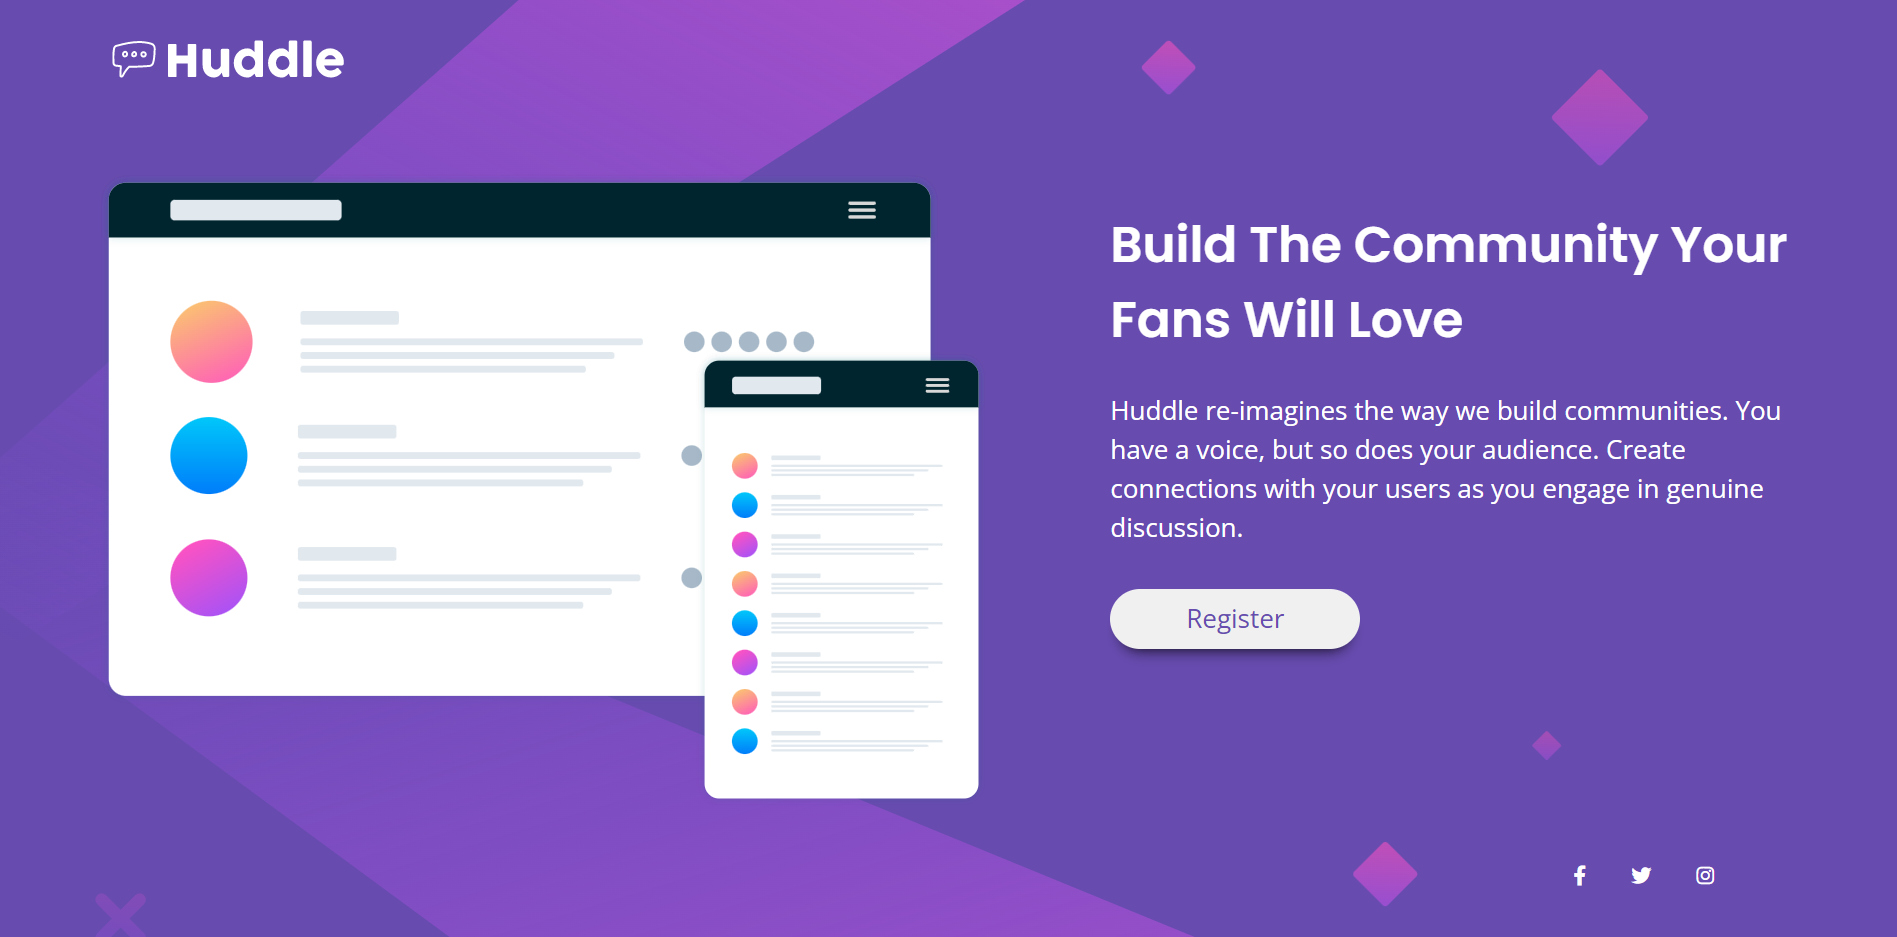 Huddle
Build The Community Your
Fans Will Love
Huddle re-imagines the way we build communities. You
have a voice, but so does your audience. Create
connections with your users as you engage in genuine
discussion.
Register